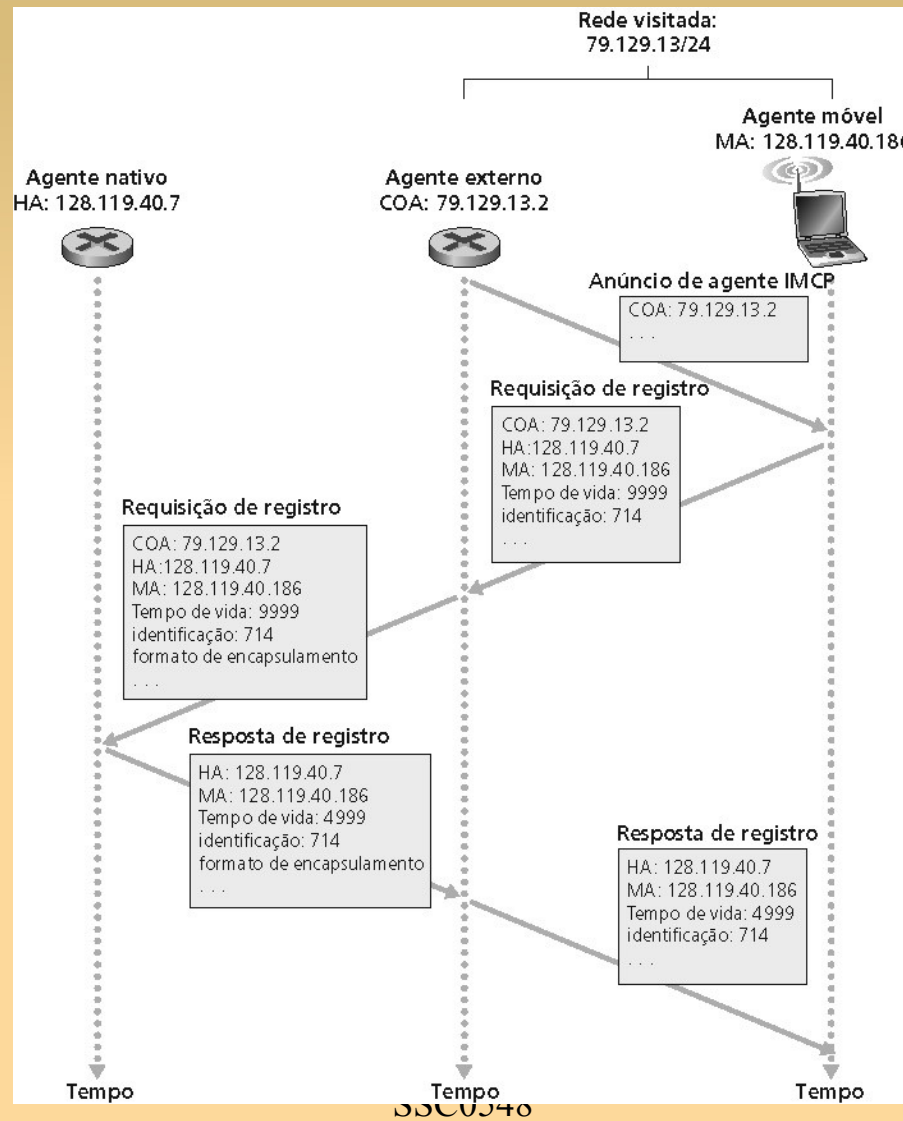 Rede visitada:
79.129.13/24
Agente móvel
MA: 128.119.40.186
Agente nativo
HA: 128.119.40.7
Agente externo
COA: 79.129.13.2
Anúncio de agente IMCP
COA: 79.129.13.2
. . .
Requisição de registro
COA: 79.129.13.2
HA:128.119.40.7
MA: 128.119.40.186
Tempo de vida: 9999
identificação: 714
. . .
Requisição de registro
COA: 79.129.13.2
HA:128.119.40.7
MA: 128.119.40.186
Tempo de vida: 9999
identificação: 714
formato de encapsulamento
. . .
Resposta de registro
HA: 128.119.40.7
MA: 128.119.40.186
Tempo de vida: 4999
identificação: 714
formato de encapsulamento
. . .
Resposta de registro
HA: 128.119.40.7
MA: 128.119.40.186
Tempo de vida: 4999
identificação: 714
. . .
Tempo
Tempo
Tempo
SSC0548